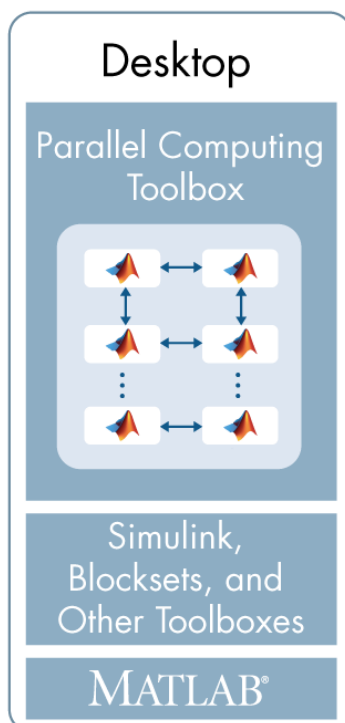 Desktop
Parallel Computing
Toolbox
Simulink,
Blocksets, and
Other Toolboxes
MATLAB®